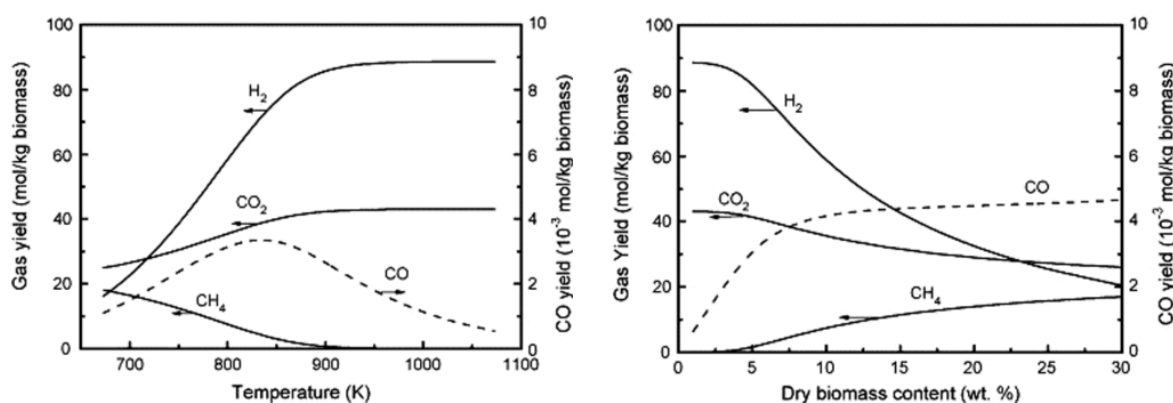 Gas yield (mol/kg biomass)
100
80
60
40
20
0
H₂
CO₂
CO
CH₄
10
8
6
4
2
0
CO yield (10⁻³ mol/kg biomass)
700 800 900 1000 1100
Temperature (K)
Gas Yield (mol/kg biomass)
100
80
60
40
20
0
H₂
CO
CO₂
CH₄
10
8
6
4
2
0
CO yield (10⁻³ mol/kg biomass)
0 5 10 15 20 25 30
Dry biomass content (wt. %)